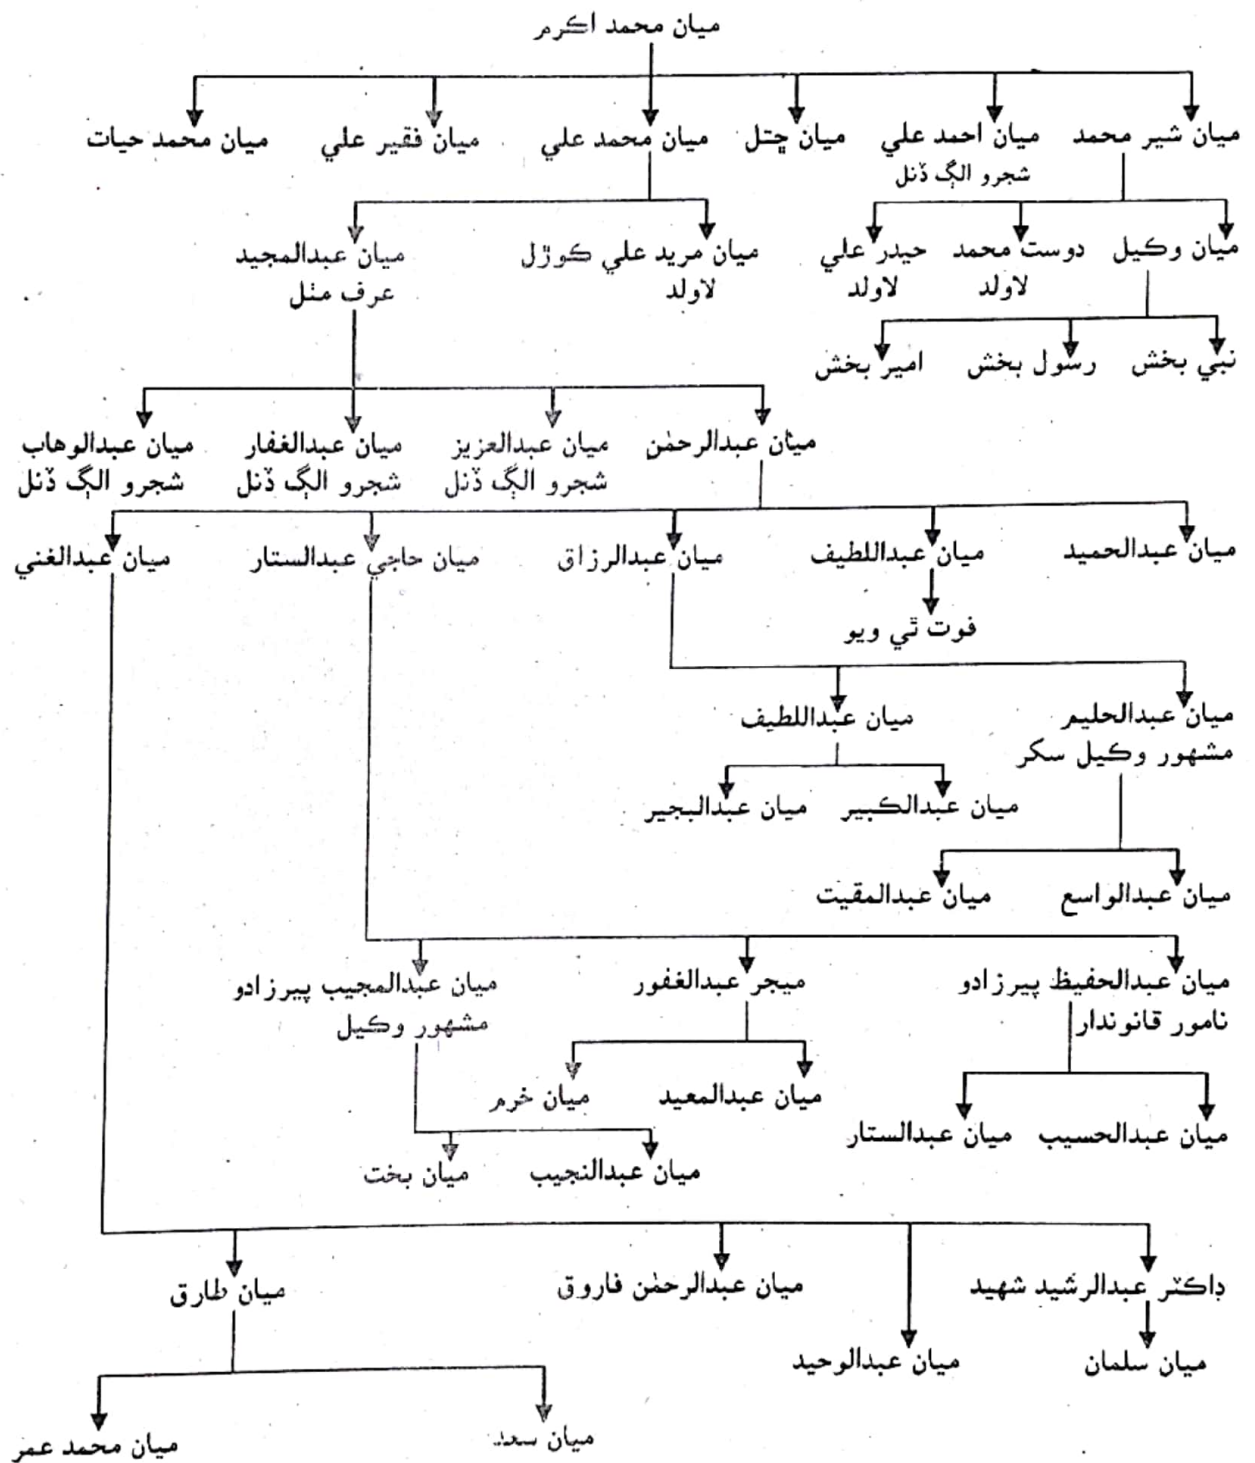 ميان محمد اڪرم
ميان شير محمد
ميان احمد علي
شجرو الڳ ڏنل
ميان چتل
ميان محمد علي
ميان فقير علي
ميان محمد حيات
ميان وڪيل
دوست محمد
لاولد
حيدر علي
لاولد
ميان مريد علي ڪوڙل
لاولد
ميان عبدالمجيد
عرف مٺل
نبي بخش
رسول بخش
امير بخش
ميان عبدالرحمٰن
ميان عبدالعزيز
شجرو الڳ ڏنل
ميان عبدالغفار
شجرو الڳ ڏنل
ميان عبدالوهاب
شجرو الڳ ڏنل
ميان عبدالحميد
ميان عبداللطيف
فوت ٿي ويو
ميان عبدالرزاق
ميان حاجي عبدالستار
ميان عبدالغني
ميان عبدالحليم
مشهور وڪيل سکر
ميان عبداللطيف
ميان عبدالڪبير
ميان عبدالبجير
ميان عبدالواسع
ميان عبدالمقيت
ميان عبدالحفيظ پيرزادو
نامور قانوندار
ميجر عبدالغفور
ميان عبدالمجيب پيرزادو
مشهور وڪيل
ميان عبدالمعيد
ميان خرم
ميان عبدالحسيب
ميان عبدالستار
ميان عبدالنجيب
ميان بخت
ڊاڪٽر عبدالرشيد شهيد
ميان عبدالرحمٰن فاروق
ميان طارق
ميان سلمان
ميان عبدالوحيد
ميان سعد
ميان محمد عمر